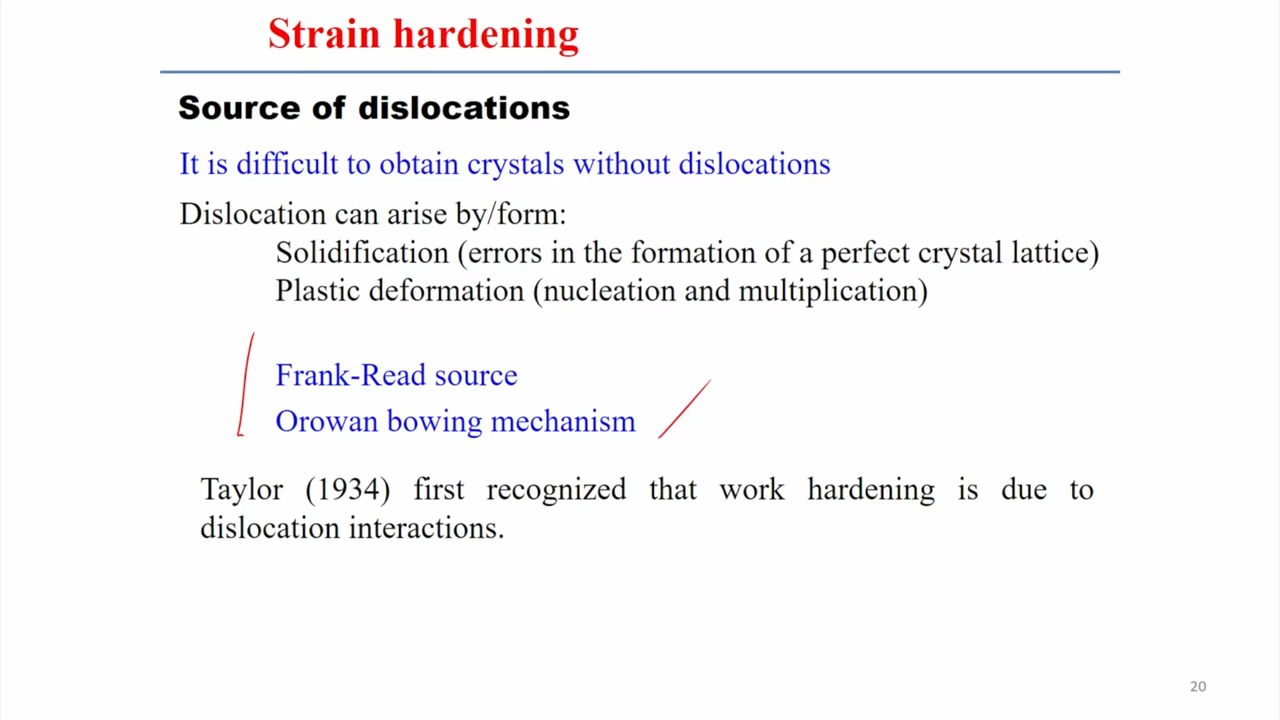 Strain hardening
Source of dislocations
It is difficult to obtain crystals without dislocations
Dislocation can arise by/form:
Solidification (errors in the formation of a perfect crystal lattice)
Plastic deformation (nucleation and multiplication)
Frank-Read source
Orowan bowing mechanism
Taylor (1934) first recognized that work hardening is due to
dislocation interactions.
20